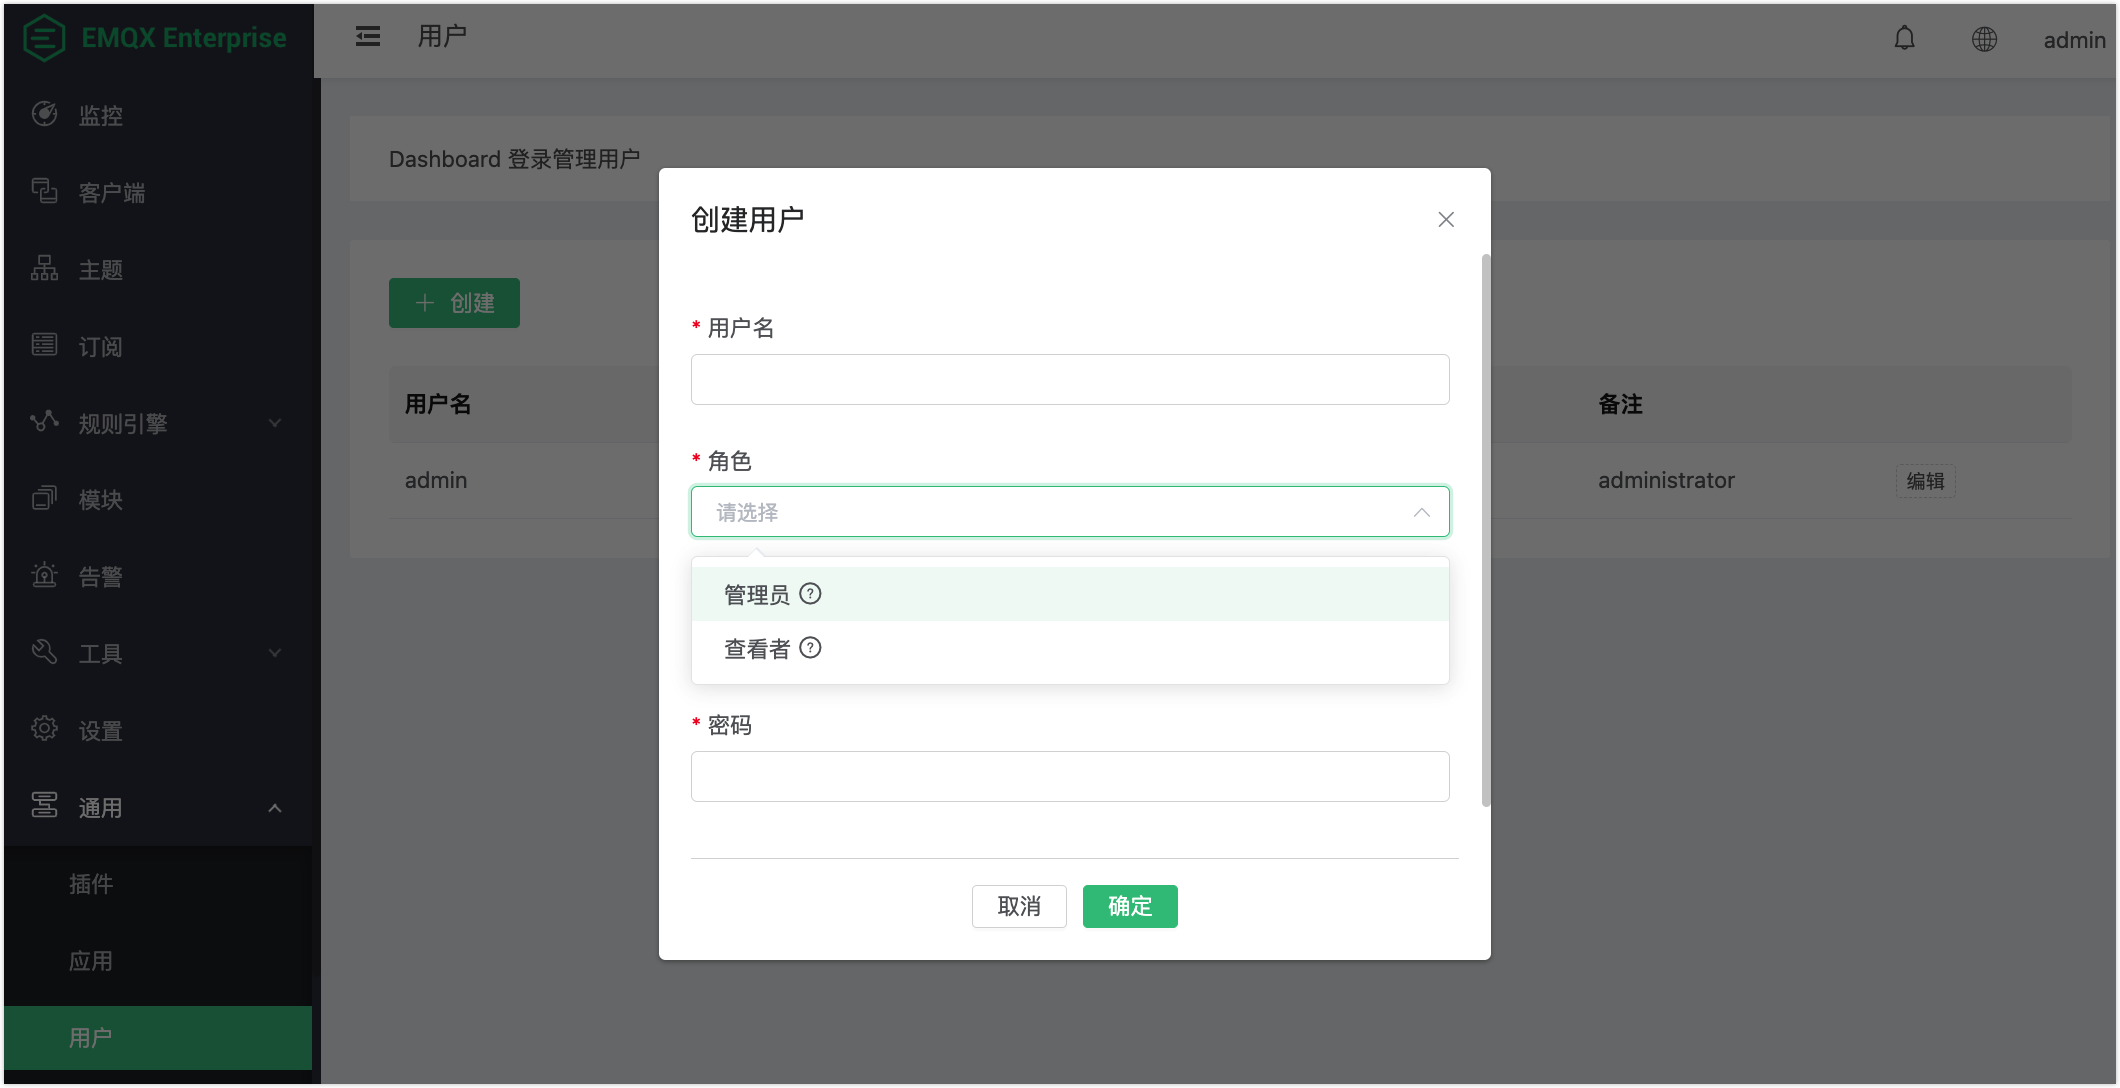 EMQX Enterprise
用户
admin
监控
客户端
主题
订阅
规则引擎
模块
告警
工具
设置
通用
插件
应用
用户
Dashboard 登录管理用户
创建
用户名
备注
admin
administrator
编辑
创建用户
* 用户名
* 角色
请选择
管理员
查看者
* 密码
取消
确定